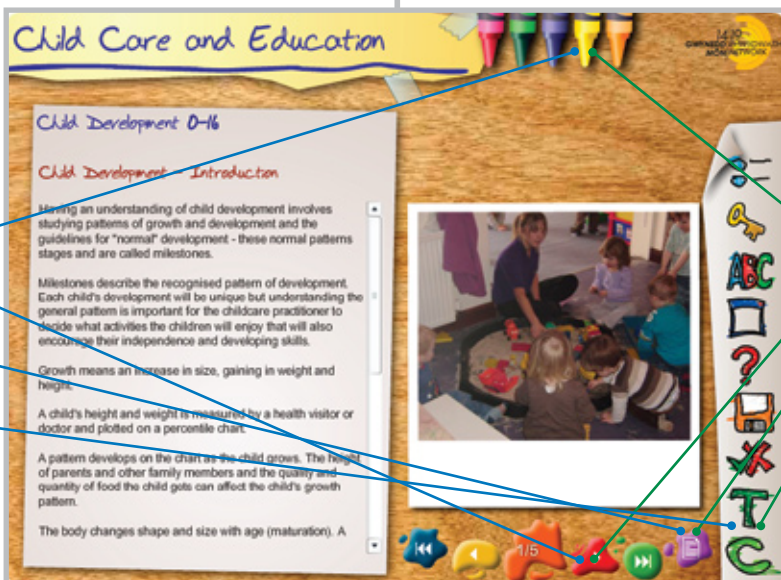 Child Care and Education
Child Development 0-16
Child Development - Introduction
Having an understanding of child development involves
studying patterns of growth and development and the
guidelines for "normal" development - these normal patterns
stages and are called milestones.
Milestones describe the recognised pattern of development.
Each child's development will be unique but understanding the
general pattern is important for the childcare practitioner to
decide what activities the children will enjoy that will also
encourage their independence and developing skills.
Growth means an increase in size, gaining in weight and
height.
A child's height and weight is measured by a health visitor or
doctor and plotted on a percentile chart.
A pattern develops on the chart as the child grows. The height
of parents and other family members and the quality and
quantity of food the child gets can affect the child's growth
pattern.
The body changes shape and size with age (maturation). A
1/5
14-19
NETWORK
ABC
?
T
C